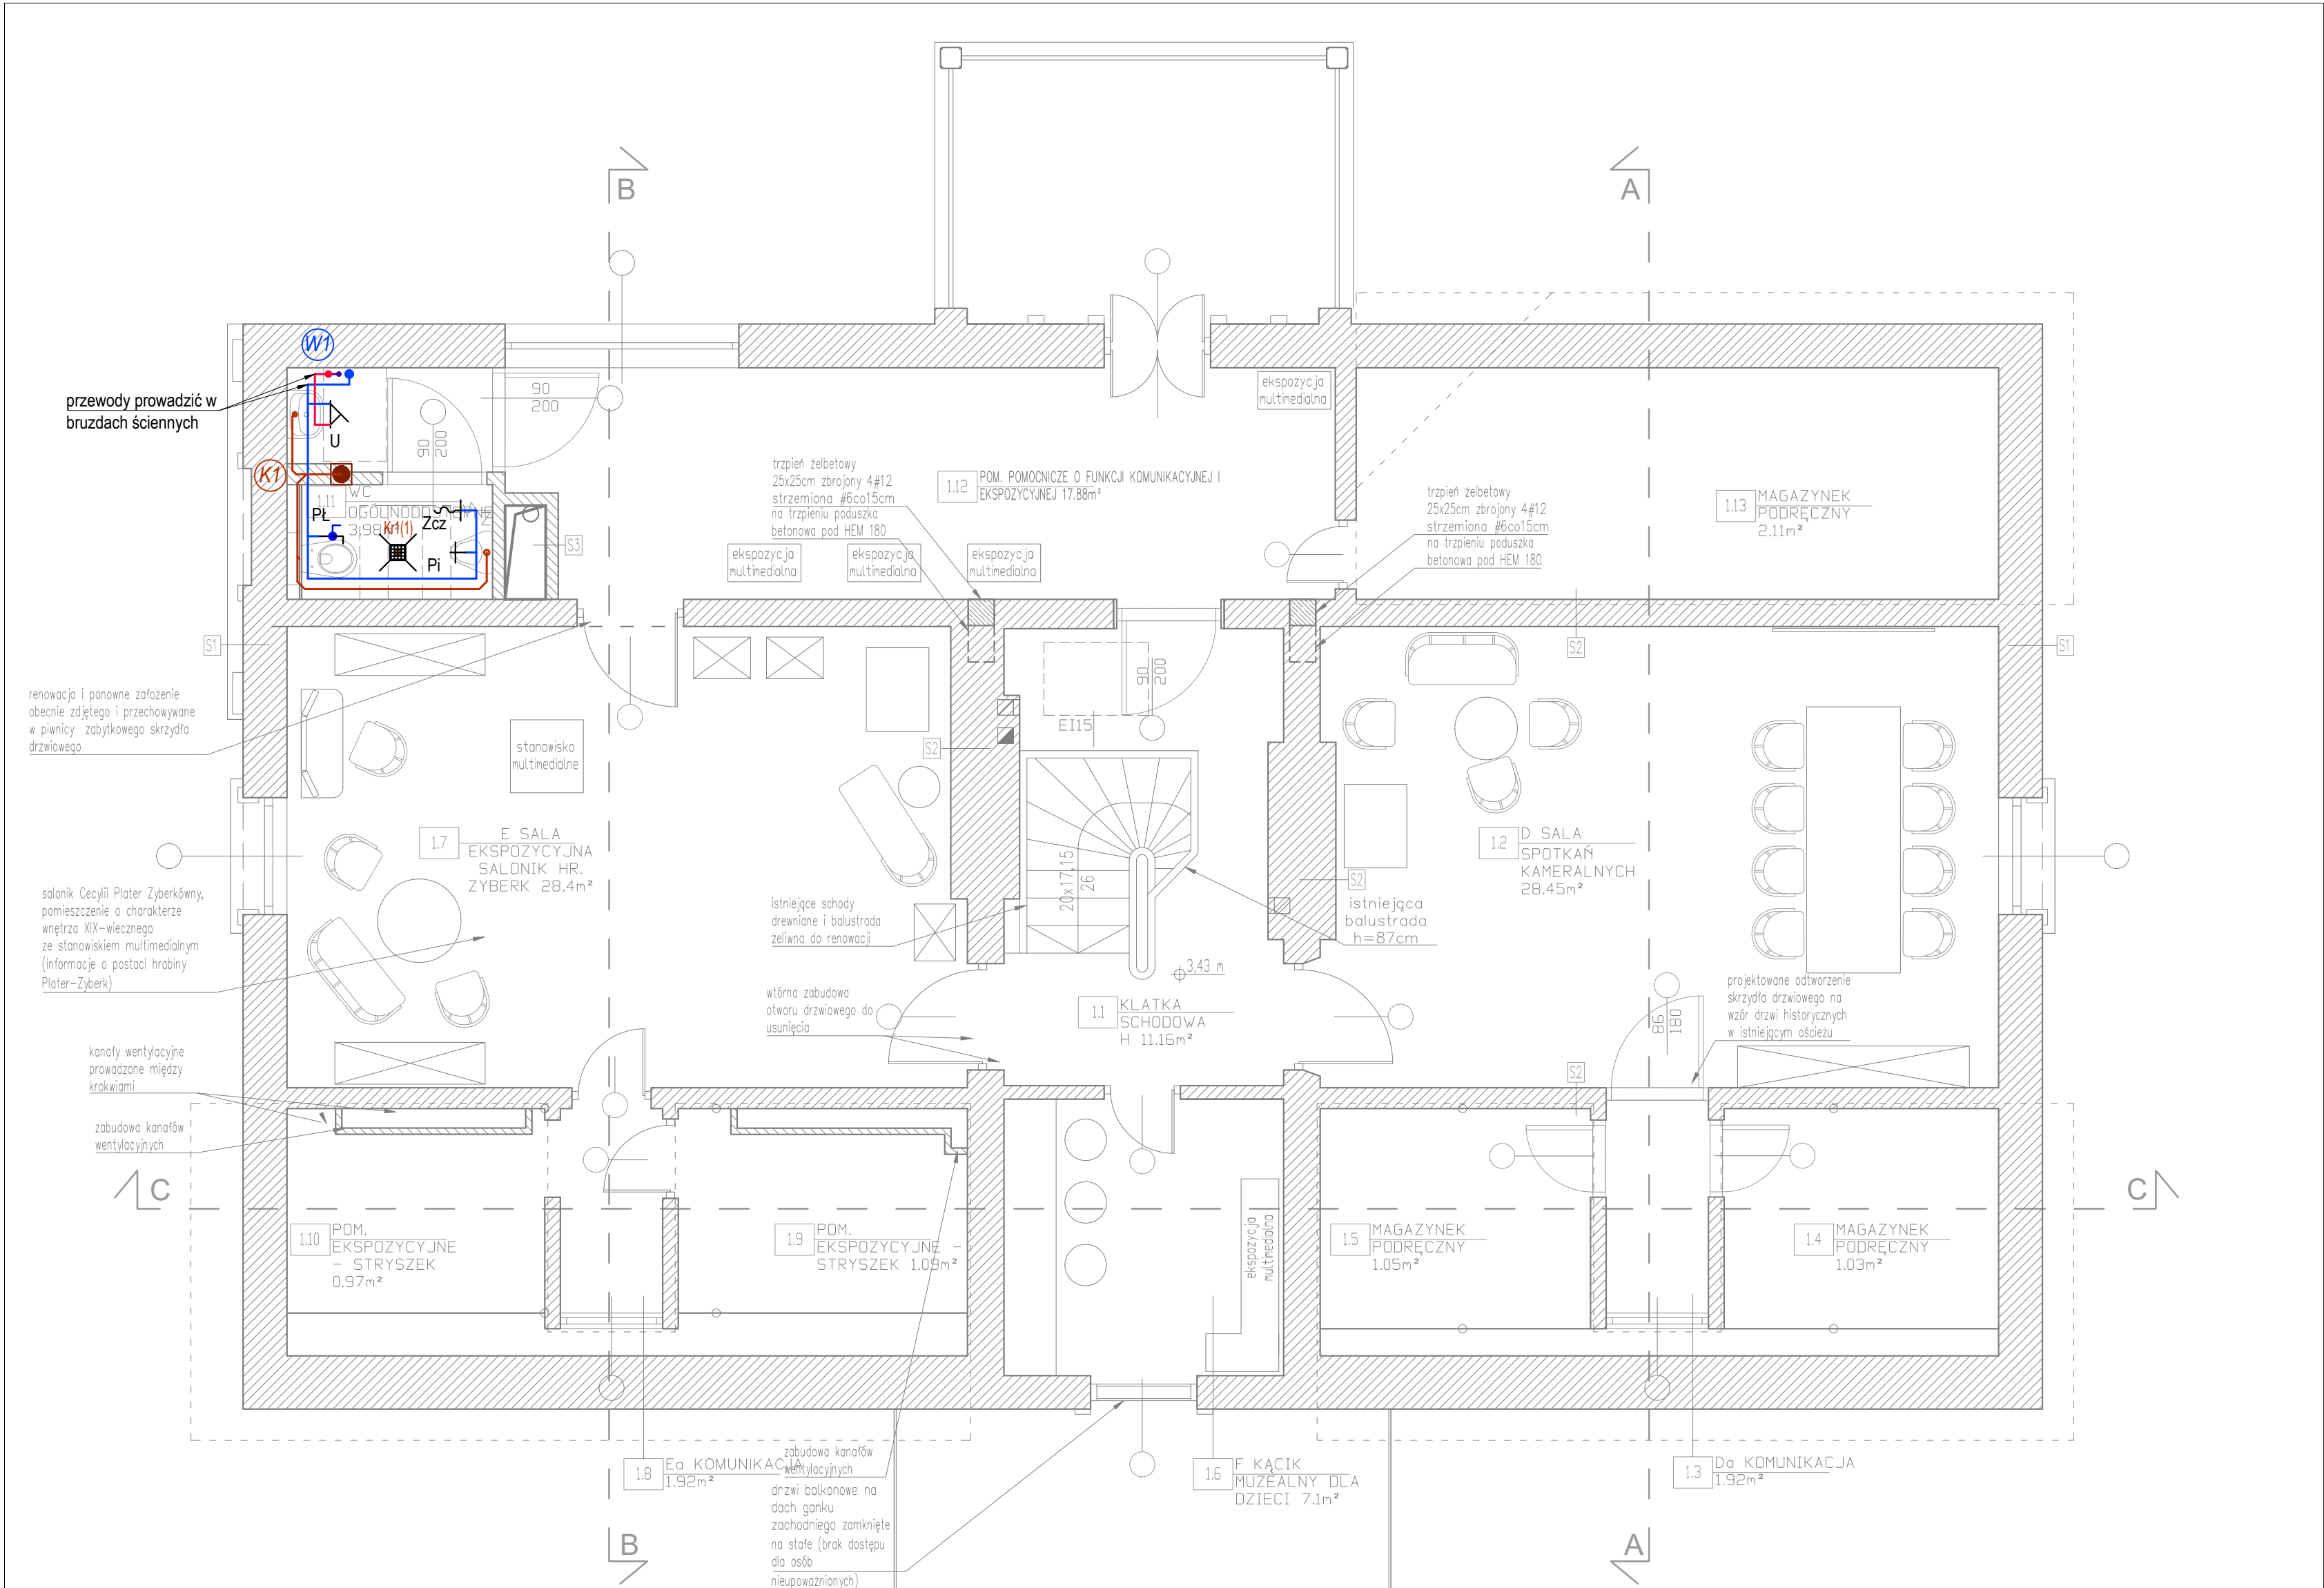 B
A
W1
przewody prowadzić w
bruzdach ściennych
U
K1
90
200
90
200
ekspozycja
multimedialna
1.11
WC
3.98
PŁ
Kr²(1)
Zcz
Pi
S3
trzpień żelbetowy
25x25cm zbrojony 4#12
strzemiona #6co15cm
na trzpieniu poduszka
betonowa pod HEM 180
1.12
POM. POMOCNICZE O FUNKCJI KOMUNIKACYJNEJ I
EKSPOZYCYJNEJ 17.88m²
ekspozycja
multimedialna
ekspozycja
multimedialna
ekspozycja
multimedialna
trzpień żelbetowy
25x25cm zbrojony 4#12
strzemiona #6co15cm
na trzpieniu poduszka
betonowa pod HEM 180
1.13
MAGAZYNEK
PODRĘCZNY
2.11m²
S1
S2
S1
renowacja i ponowne założenie
obecnie zdjętego i przechowywane
w piwnicy zabytkowego skrzydła
drzwiowego
stanowisko
multimedialne
S2
90
200
EI15
1.7
E SALA
EKSPOZYCYJNA
SALONIK HR.
ZYBERK 28.4m²
20x17,15
26
S2
1.2
D SALA
SPOTKAŃ
KAMERALNYCH
28.45m²
salonik Cecylii Plater Zyberkówny,
pomieszczenie o charakterze
wnętrza XIX-wiecznego
ze stanowiskiem multimedialnym
(informacje o postaci hrabiny
Plater-Zyberk)
istniejące schody
drewniane i balustrada
żeliwna do renowacji
istniejąca
balustrada
h=87cm
3,43 m
wtórna zabudowa
otworu drzwiowego do
usunięcia
1.1
KLATKA
SCHODOWA
H 11.16m²
86
180
projektowane odtworzenie
skrzydła drzwiowego na
wzór drzwi historycznych
w istniejącym ościeżu
kanały wentylacyjne
prowadzone między
krokwiami
zabudowa kanałów
wentylacyjnych
S2
C
C
1.10
POM.
EKSPOZYCYJNE
- STRYSZEK
0.97m²
1.9
POM.
EKSPOZYCYJNE -
STRYSZEK 1.09m²
ekspozycja
multimedialna
1.5
MAGAZYNEK
PODRĘCZNY
1.05m²
1.4
MAGAZYNEK
PODRĘCZNY
1.03m²
1.8
Ea KOMUNIKACJA
1.92m²
zabudowa kanałów
wentylacyjnych
drzwi balkonowe na
dach ganku
zachodniego zamknięte
na stałe (brak dostępu
dla osób
nieupoważnionych)
1.6
F KĄCIK
MUZEALNY DLA
DZIECI 7.1m²
1.3
Da KOMUNIKACJA
1.92m²
B
A